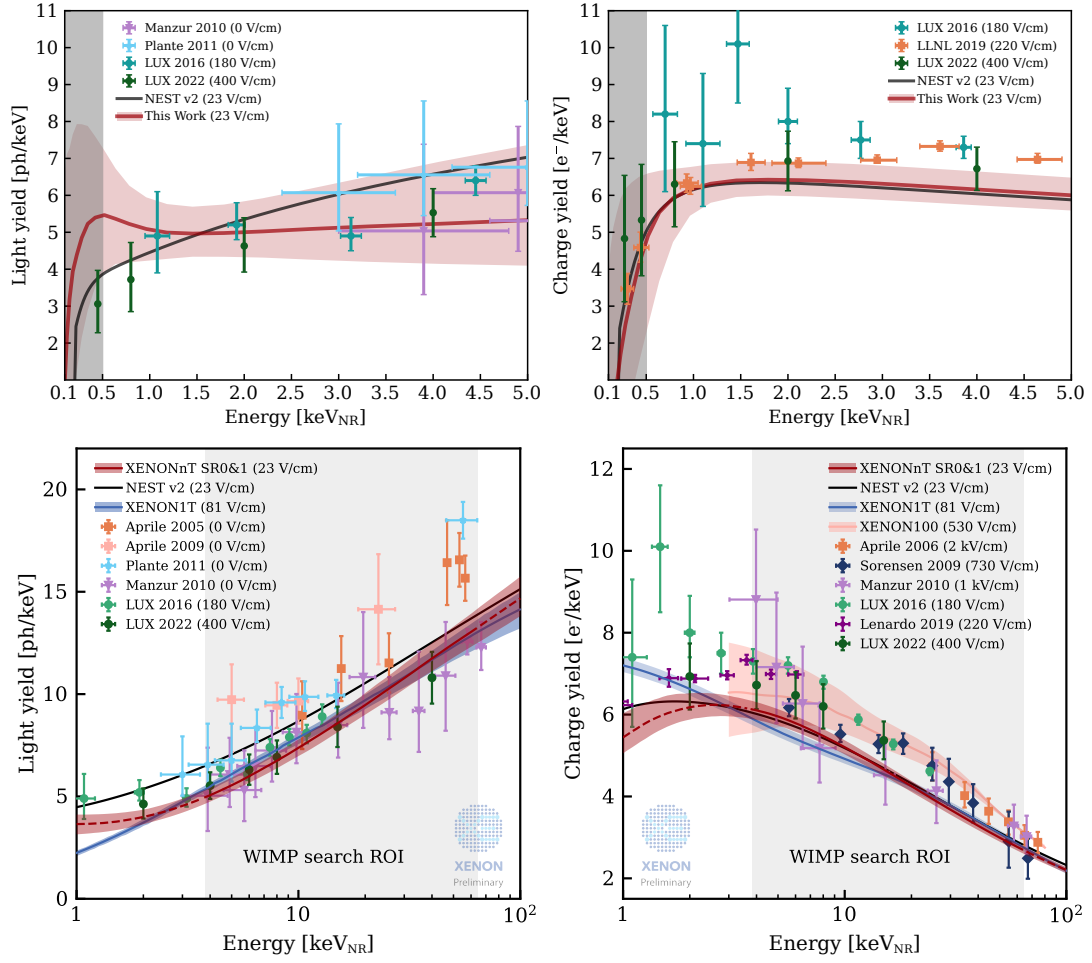 11
10
9
8
7
6
5
4
3
2
Light yield [ph/keV]
Manzur 2010 (0 V/cm)
Plante 2011 (0 V/cm)
LUX 2016 (180 V/cm)
LUX 2022 (400 V/cm)
NEST v2 (23 V/cm)
This Work (23 V/cm)
0.1 0.5 1.0 1.5 2.0 2.5 3.0 3.5 4.0 4.5 5.0
Energy [keV_NR]
11
10
9
8
7
6
5
4
3
2
Charge yield [e⁻/keV]
LUX 2016 (180 V/cm)
LLNL 2019 (220 V/cm)
LUX 2022 (400 V/cm)
NEST v2 (23 V/cm)
This Work (23 V/cm)
0.1 0.5 1.0 1.5 2.0 2.5 3.0 3.5 4.0 4.5 5.0
Energy [keV_NR]
20
15
10
5
0
Light yield [ph/keV]
XENONnT SR0&1 (23 V/cm)
NEST v2 (23 V/cm)
XENON1T (81 V/cm)
Aprile 2005 (0 V/cm)
Aprile 2009 (0 V/cm)
Plante 2011 (0 V/cm)
Manzur 2010 (0 V/cm)
LUX 2016 (180 V/cm)
LUX 2022 (400 V/cm)
WIMP search ROI
XENON
Preliminary
1 10 10²
Energy [keV_NR]
12
10
8
6
4
2
Charge yield [e⁻/keV]
XENONnT SR0&1 (23 V/cm)
NEST v2 (23 V/cm)
XENON1T (81 V/cm)
XENON100 (530 V/cm)
Aprile 2006 (2 kV/cm)
Sorensen 2009 (730 V/cm)
Manzur 2010 (1 kV/cm)
LUX 2016 (180 V/cm)
Lenardo 2019 (220 V/cm)
LUX 2022 (400 V/cm)
XENON
Preliminary
WIMP search ROI
1 10 10²
Energy [keV_NR]